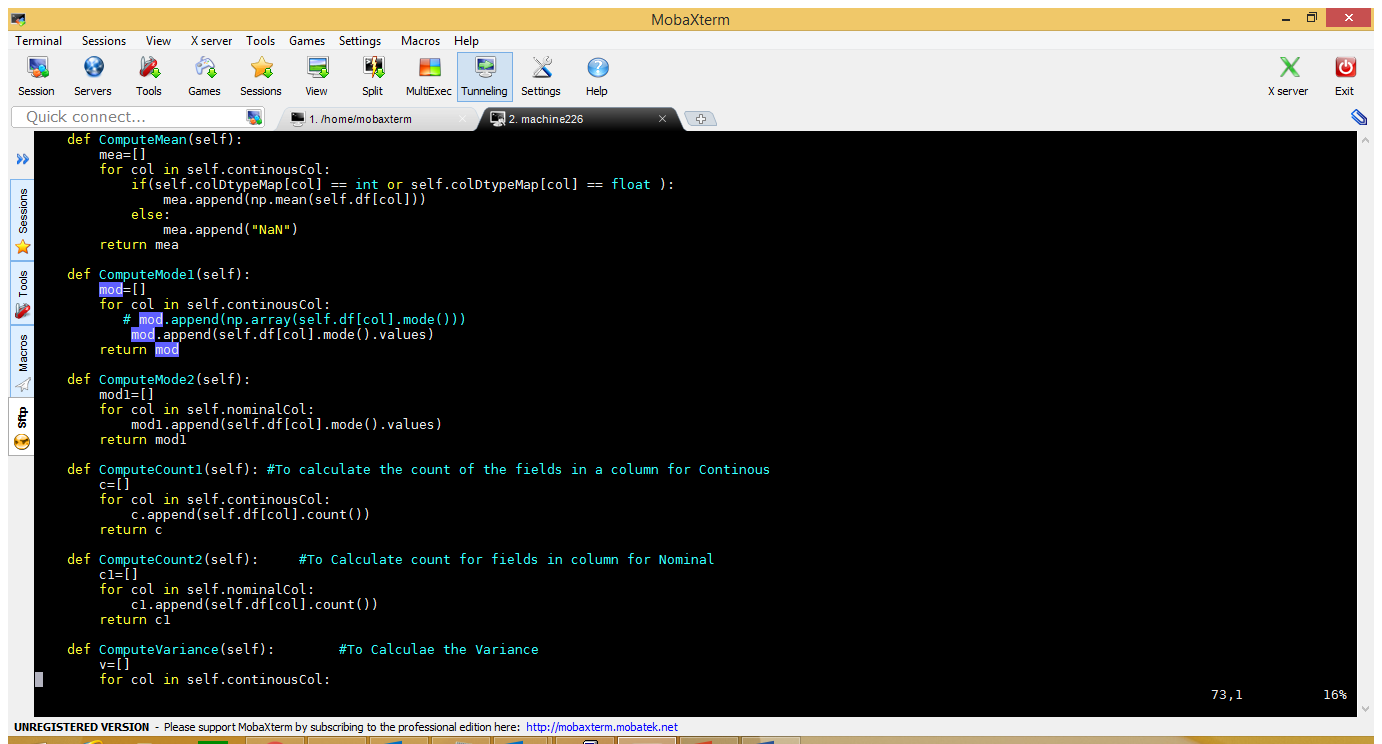 MobaXterm
Terminal Sessions View X server Tools Games Settings Macros Help
Session Servers Tools Games Sessions View Split MultiExec Tunneling Settings Help X server Exit
Quick connect... 1. /home/mobaxterm 2. machine226
Sessions
Tools
Macros
Sftp
def ComputeMean(self):
mea=[]
for col in self.continousCol:
if(self.colDtypeMap[col] == int or self.colDtypeMap[col] == float ):
mea.append(np.mean(self.df[col]))
else:
mea.append("NaN")
return mea
def ComputeMode1(self):
mod=[]
for col in self.continousCol:
# mod.append(np.array(self.df[col].mode()))
mod.append(self.df[col].mode().values)
return mod
def ComputeMode2(self):
mod1=[]
for col in self.nominalCol:
mod1.append(self.df[col].mode().values)
return mod1
def ComputeCount1(self): #To calculate the count of the fields in a column for Continous
c=[]
for col in self.continousCol:
c.append(self.df[col].count())
return c
def ComputeCount2(self): #To Calculate count for fields in column for Nominal
c1=[]
for col in self.nominalCol:
c1.append(self.df[col].count())
return c1
def ComputeVariance(self): #To Calculae the Variance
v=[]
for col in self.continousCol:
73,1 16%
UNREGISTERED VERSION - Please support MobaXterm by subscribing to the professional edition here: http://mobaxterm.mobatek.net